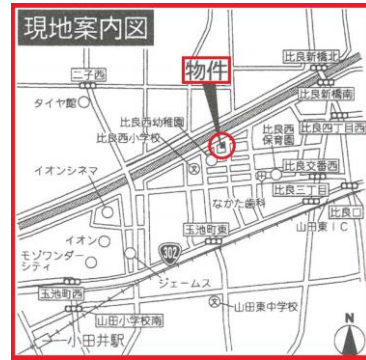 現地案内図
比良新橋北
物件
二子西
比良新橋南
タイヤ館
比良西幼稚園
比良四丁目西
比良西小学校
比良西
保育園
イオンシネマ
比良交番西
文
比良三丁目
なかた歯科
比良口
玉池町東
山田東IC
イオン
302
モゾワンダー
シティ
ジェームス
玉池町西
文
山田東中学校
山田小学校南
小田井駅
N